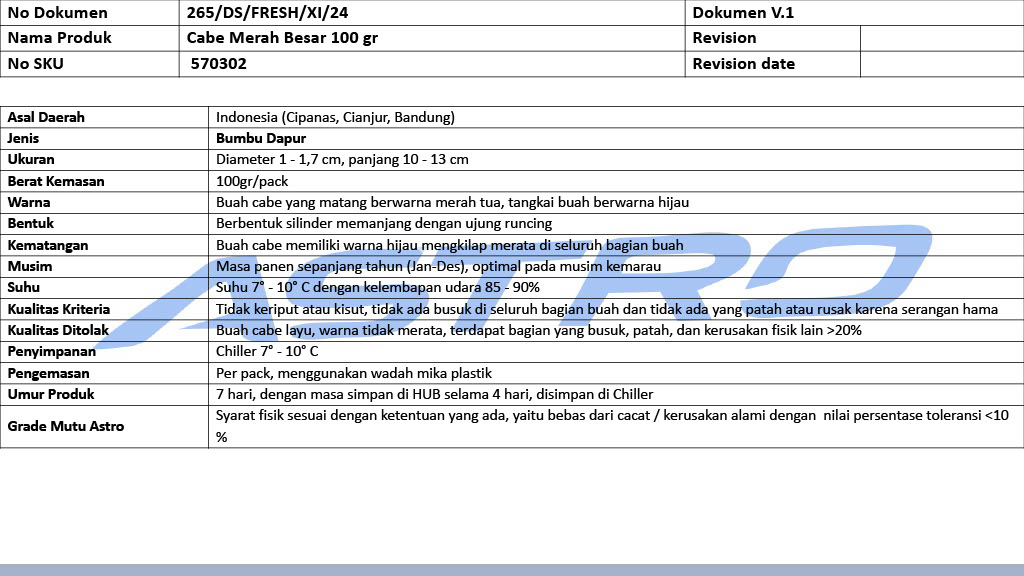 No Dokumen 265/DS/FRESH/XI/24 Dokumen V.1
Nama Produk Cabe Merah Besar 100 gr Revision
No SKU 570302 Revision date
Asal Daerah Indonesia (Cipanas, Cianjur, Bandung)
Jenis Bumbu Dapur
Ukuran Diameter 1 - 1,7 cm, panjang 10 - 13 cm
Berat Kemasan 100gr/pack
Warna Buah cabe yang matang berwarna merah tua, tangkai buah berwarna hijau
Bentuk Berbentuk silinder memanjang dengan ujung runcing
Kematangan Buah cabe memiliki warna hijau mengkilap merata di seluruh bagian buah
Musim Masa panen sepanjang tahun (Jan-Des), optimal pada musim kemarau
Suhu Suhu 7° - 10° C dengan kelembapan udara 85 - 90%
Kualitas Kriteria Tidak keriput atau kisut, tidak ada busuk di seluruh bagian buah dan tidak ada yang patah atau rusak karena serangan hama
Kualitas Ditolak Buah cabe layu, warna tidak merata, terdapat bagian yang busuk, patah, dan kerusakan fisik lain >20%
Penyimpanan Chiller 7° - 10° C
Pengemasan Per pack, menggunakan wadah mika plastik
Umur Produk 7 hari, dengan masa simpan di HUB selama 4 hari, disimpan di Chiller
Grade Mutu Astro Syarat fisik sesuai dengan ketentuan yang ada, yaitu bebas dari cacat / kerusakan alami dengan  nilai persentase toleransi <10
%
ASTRO